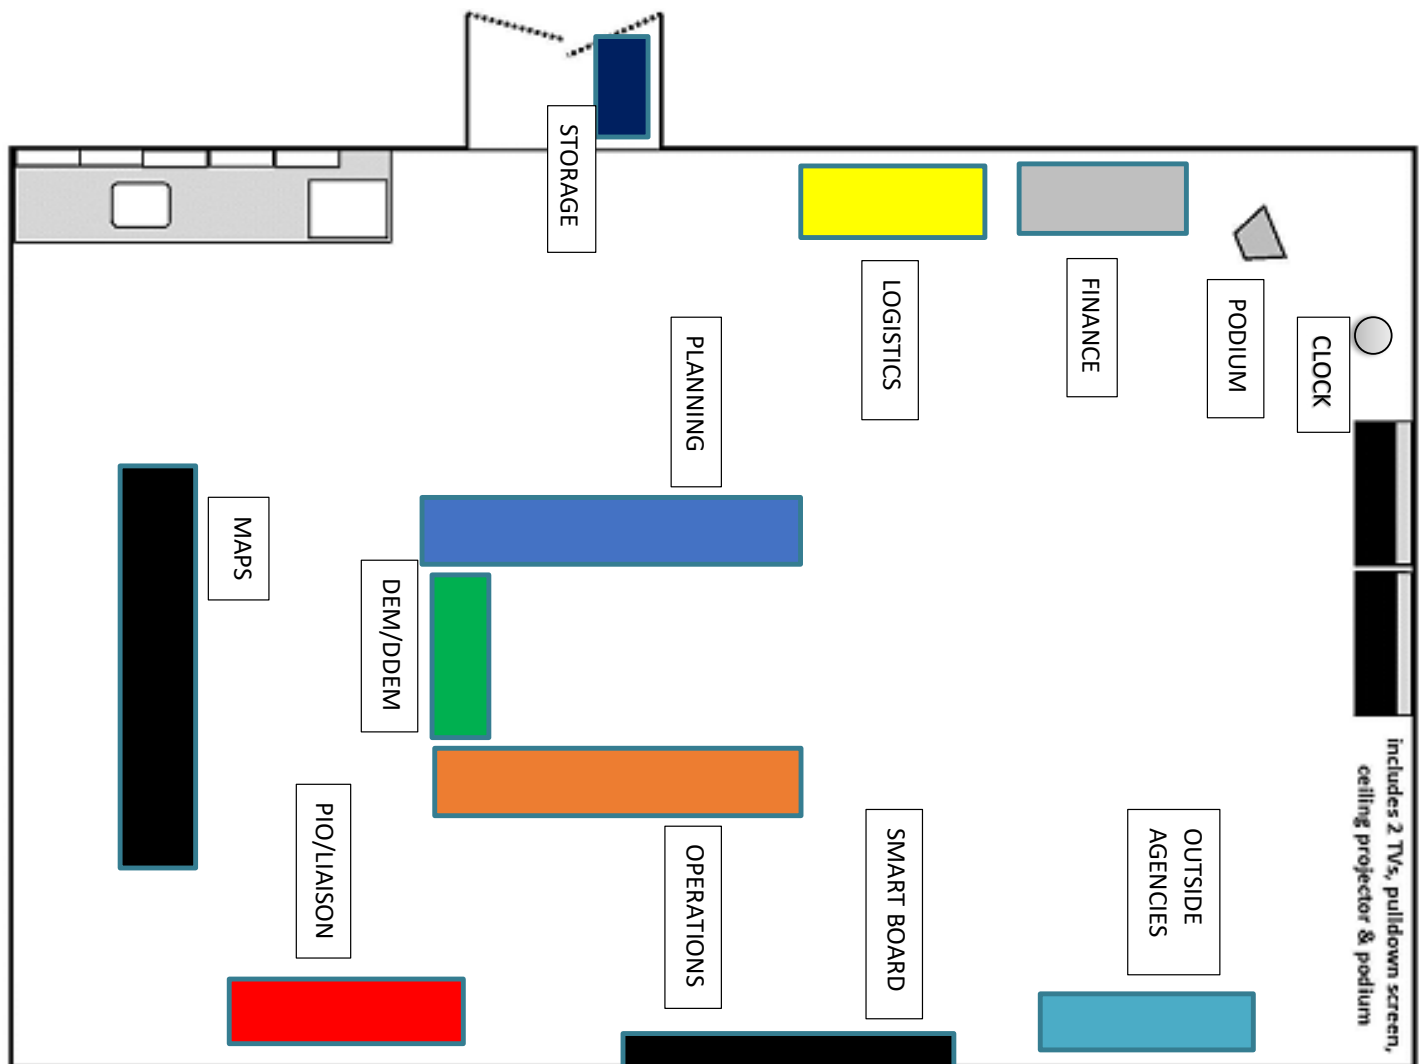 STORAGE
LOGISTICS
FINANCE
PODIUM
CLOCK
PLANNING
MAPS
DEM/DDEM
PIO/LIAISON
OPERATIONS
SMART BOARD
OUTSIDE
AGENCIES
includes 2 TVs, pulldown screen,
ceiling projector & podium